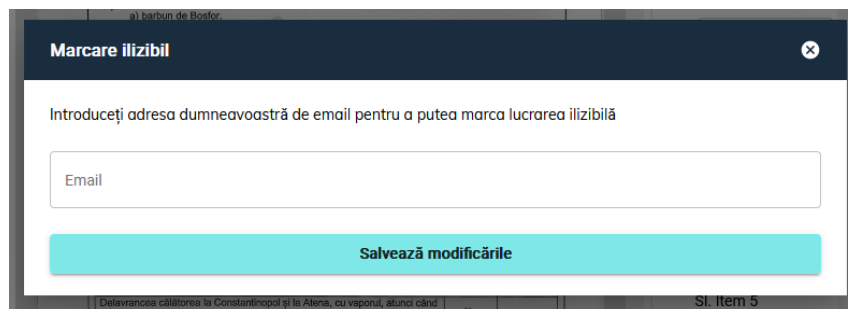 a) barbun de Bosfor.
Marcare ilizibil
Introduceți adresa dumneavoastră de email pentru a putea marca lucrarea ilizibilă
Email
Salvează modificările
Delavrancea călătorea la Constantinopol și la Atena, cu vaporul, atunci când
Sl. Item 5